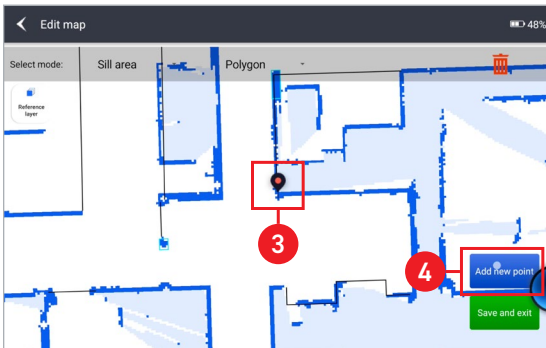 Edit map
48%
Select mode:
Sill area
Polygon
Reference
layer
3
4
Add new point
Save and exit